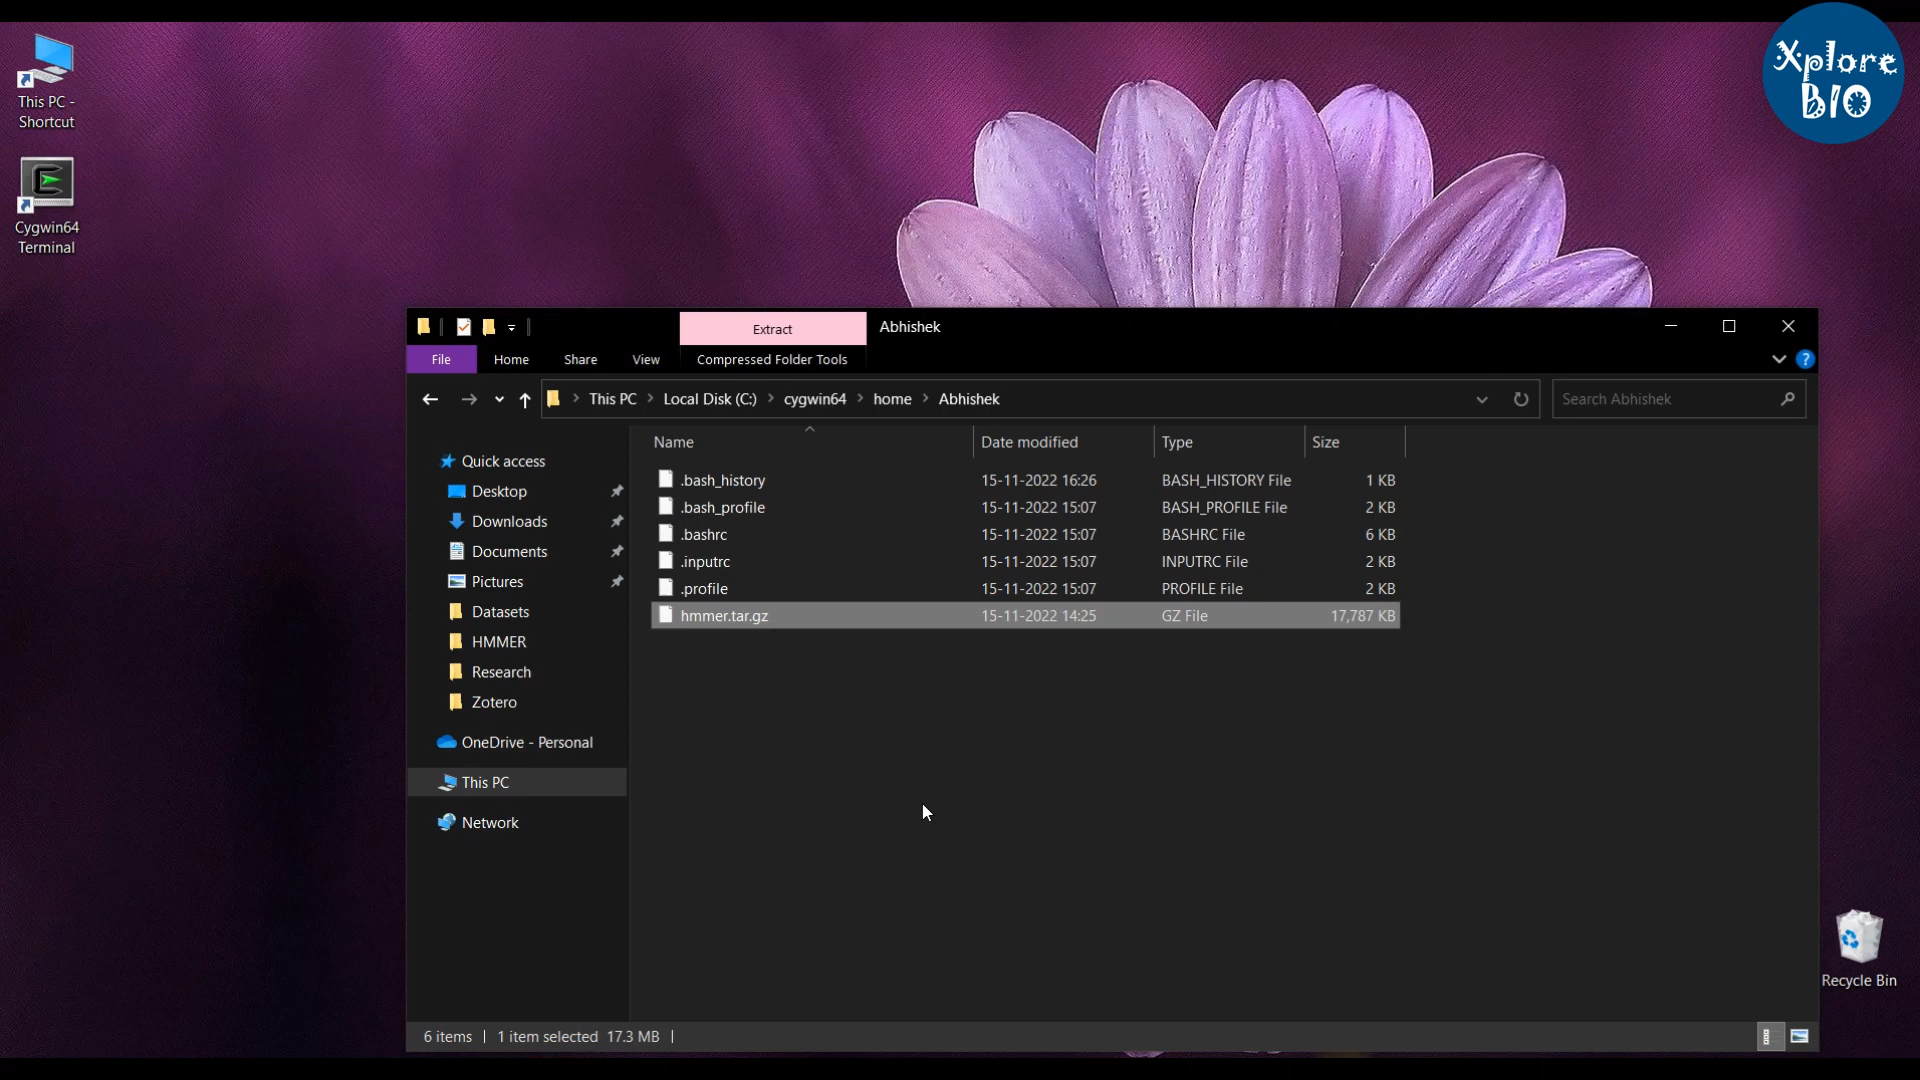 Xplore
BIO
This PC -
Shortcut
Cygwin64
Terminal
Extract
Abhishek
File
Home
Share
View
Compressed Folder Tools
?
This PC > Local Disk (C:) > cygwin64 > home > Abhishek
Search Abhishek
Name
Date modified
Type
Size
Quick access
Desktop
Downloads
Documents
Pictures
Datasets
HMMER
Research
Zotero
OneDrive - Personal
This PC
Network
.bash_history 15-11-2022 16:26 BASH_HISTORY File 1 KB
.bash_profile 15-11-2022 15:07 BASH_PROFILE File 2 KB
.bashrc 15-11-2022 15:07 BASHRC File 6 KB
.inputrc 15-11-2022 15:07 INPUTRC File 2 KB
.profile 15-11-2022 15:07 PROFILE File 2 KB
hmmer.tar.gz 15-11-2022 14:25 GZ File 17,787 KB
6 items | 1 item selected 17.3 MB |
Recycle Bin